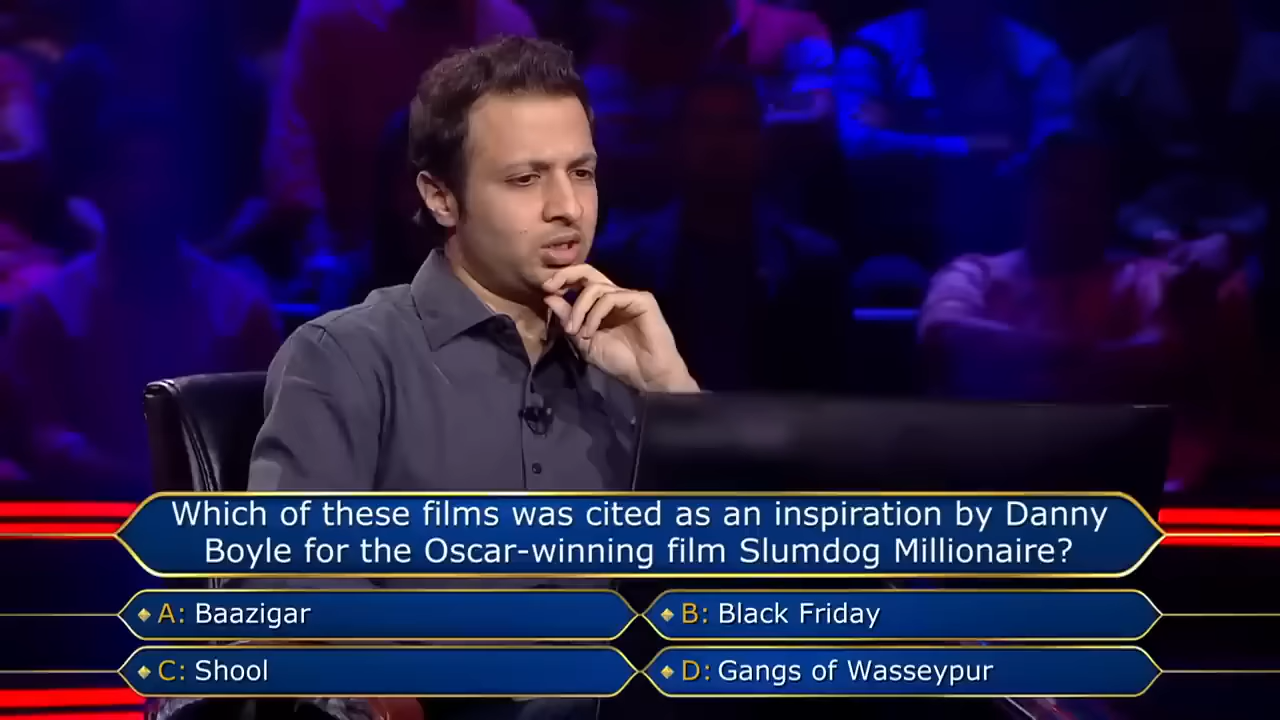 Which of these films was cited as an inspiration by Danny
Boyle for the Oscar-winning film Slumdog Millionaire?
A: Baazigar
B: Black Friday
C: Shool
D: Gangs of Wasseypur